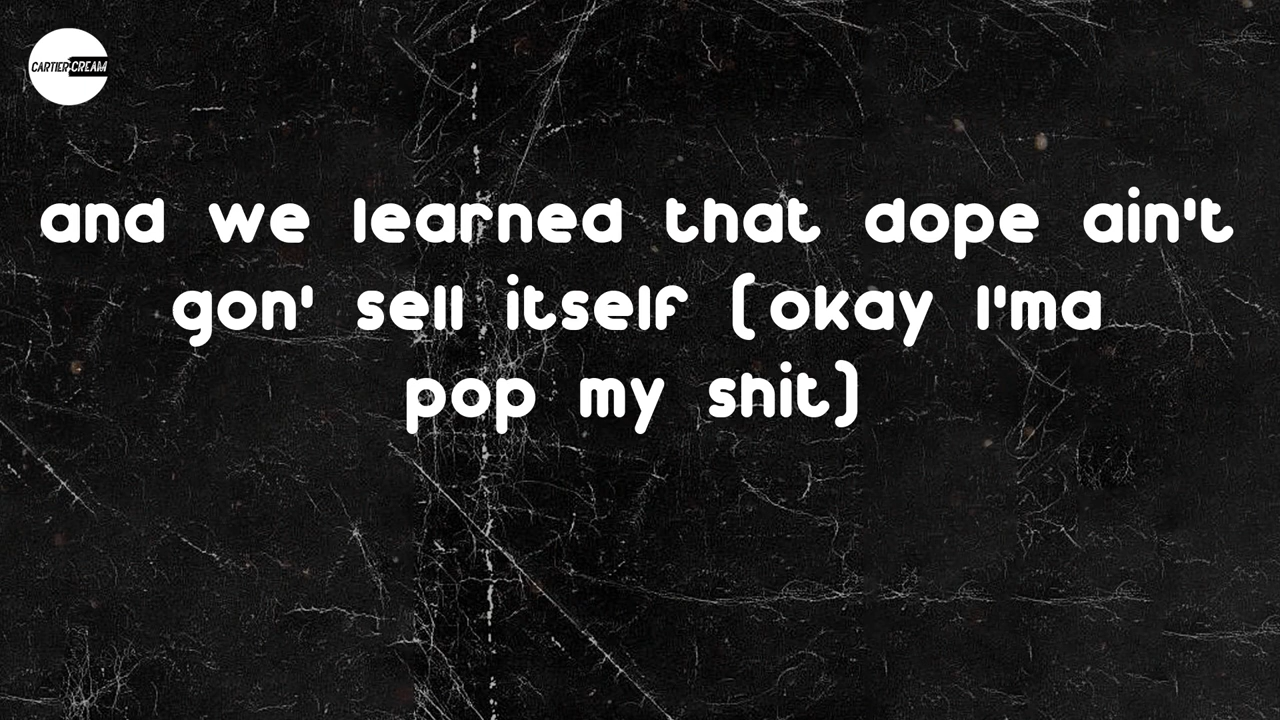 CARTIER-CREAM
and we learned that dope ain't
gon' sell itself (okay I'ma
pop my shit)